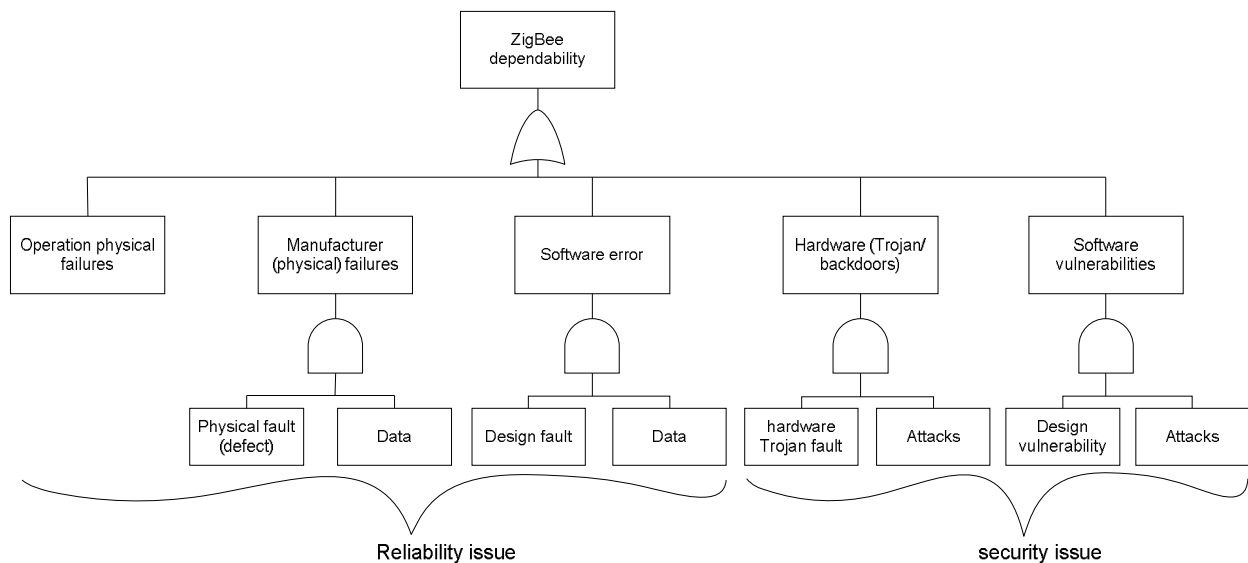 ZigBee
dependability
Operation physical
failures
Manufacturer
(physical) failures
Software error
Hardware (Trojan/
backdoors)
Software
vulnerabilities
Physical fault
(defect)
Data
Design fault
Data
hardware
Trojan fault
Attacks
Design
vulnerability
Attacks
Reliability issue
security issue